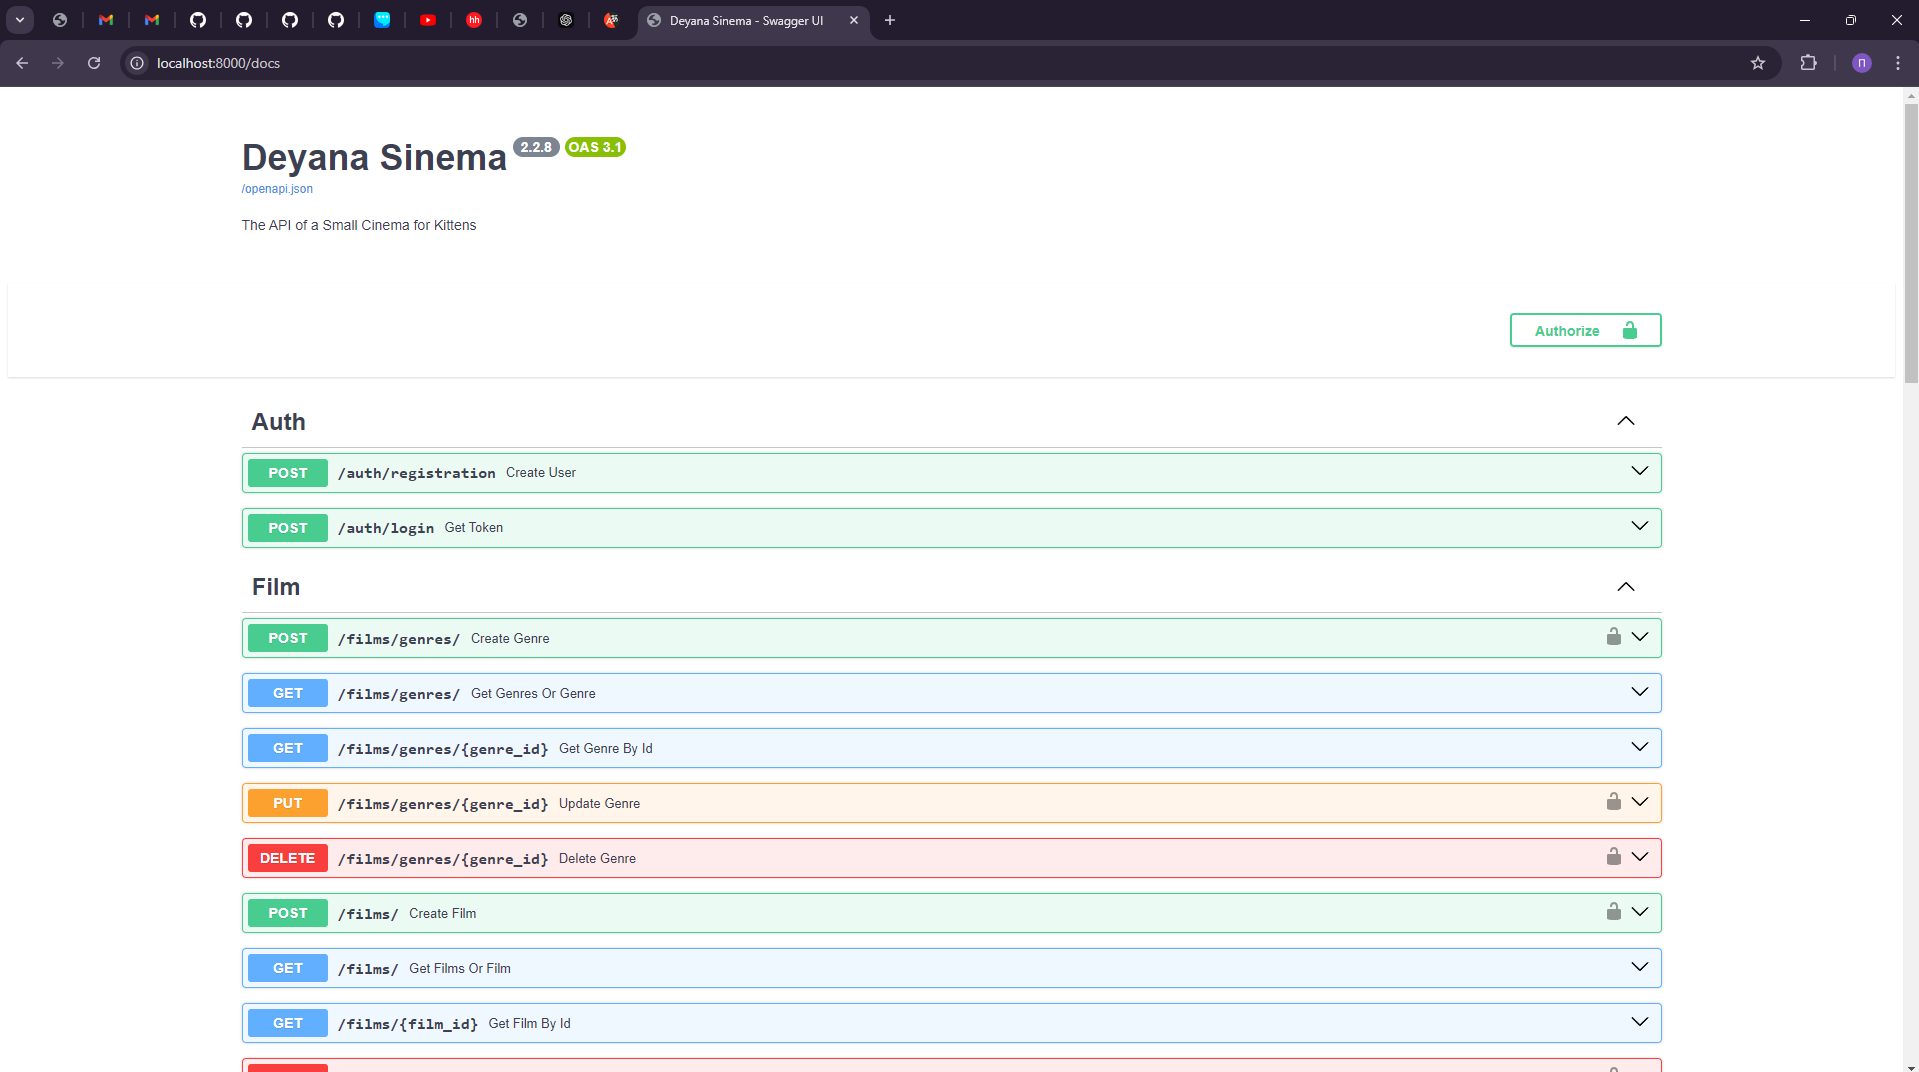 Deyana Sinema - Swagger UI
hh
localhost:8000/docs
П
Deyana Sinema 2.2.8 OAS 3.1
/openapi.json
The API of a Small Cinema for Kittens
Authorize
Auth
POST /auth/registration Create User
POST /auth/login Get Token
Film
POST /films/genres/ Create Genre
GET /films/genres/ Get Genres Or Genre
GET /films/genres/{genre_id} Get Genre By Id
PUT /films/genres/{genre_id} Update Genre
DELETE /films/genres/{genre_id} Delete Genre
POST /films/ Create Film
GET /films/ Get Films Or Film
GET /films/{film_id} Get Film By Id